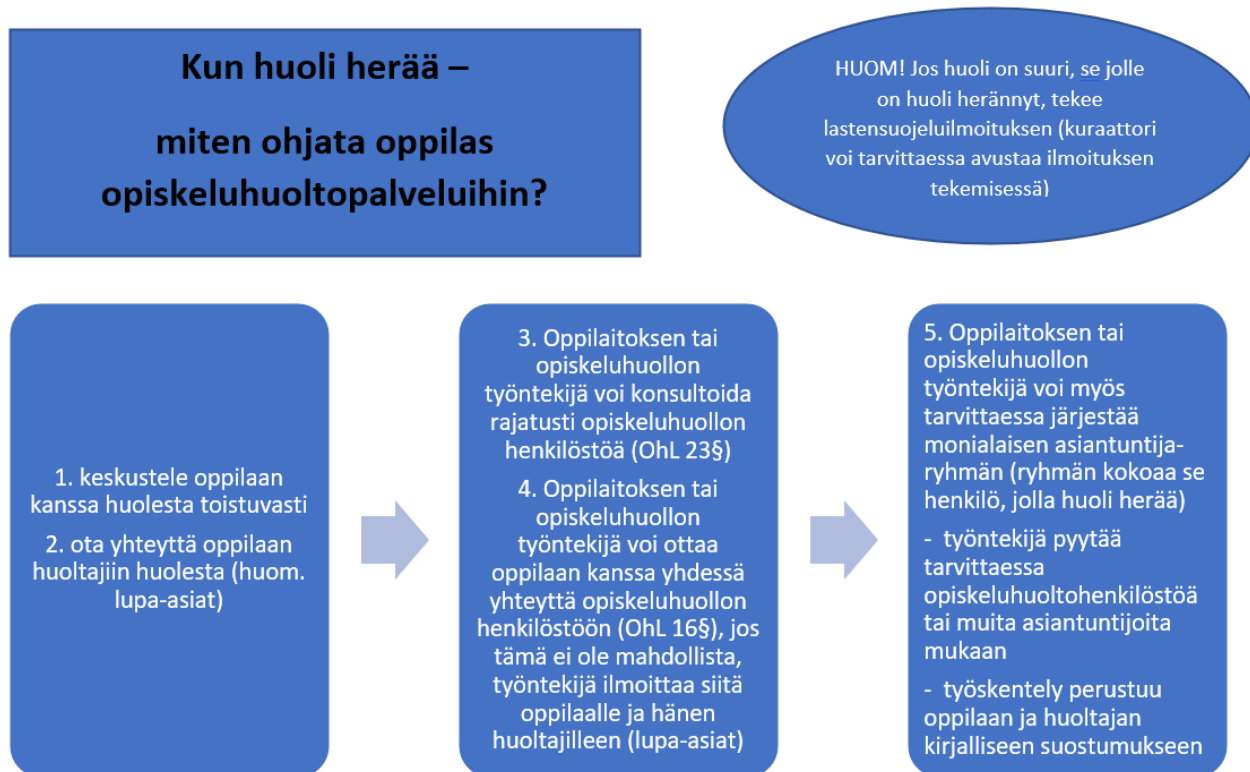 Kun huoli herää –
miten ohjata oppilas
opiskeluhuoltopalveluihin?
HUOM! Jos huoli on suuri, se jolle
on huoli herännyt, tekee
lastensuojeluilmoituksen (kuraattori
voi tarvittaessa avustaa ilmoituksen
tekemisessä)
1. keskustele oppilaan
kanssa huolesta toistuvasti
2. ota yhteyttä oppilaan
huoltajiin huolesta (huom.
lupa-asiat)
3. Oppilaitoksen tai
opiskeluhuollon
työntekijä voi konsultoida
rajatusti opiskeluhuollon
henkilöstöä (OhL 23§)
4. Oppilaitoksen tai
opiskeluhuollon
työntekijä voi ottaa
oppilaan kanssa yhdessä
yhteyttä opiskeluhuollon
henkilöstöön (OhL 16§), jos
tämä ei ole mahdollista,
työntekijä ilmoittaa siitä
oppilaalle ja hänen
huoltajilleen (lupa-asiat)
5. Oppilaitoksen tai
opiskeluhuollon
työntekijä voi myös
tarvittaessa järjestää
monialaisen asiantuntija-
ryhmän (ryhmän kokoaa se
henkilö, jolla huoli herää)
- työntekijä pyytää
tarvittaessa
opiskeluhuoltohenkilöstöä
tai muita asiantuntijoita
mukaan
- työskentely perustuu
oppilaan ja huoltajan
kirjalliseen suostumukseen